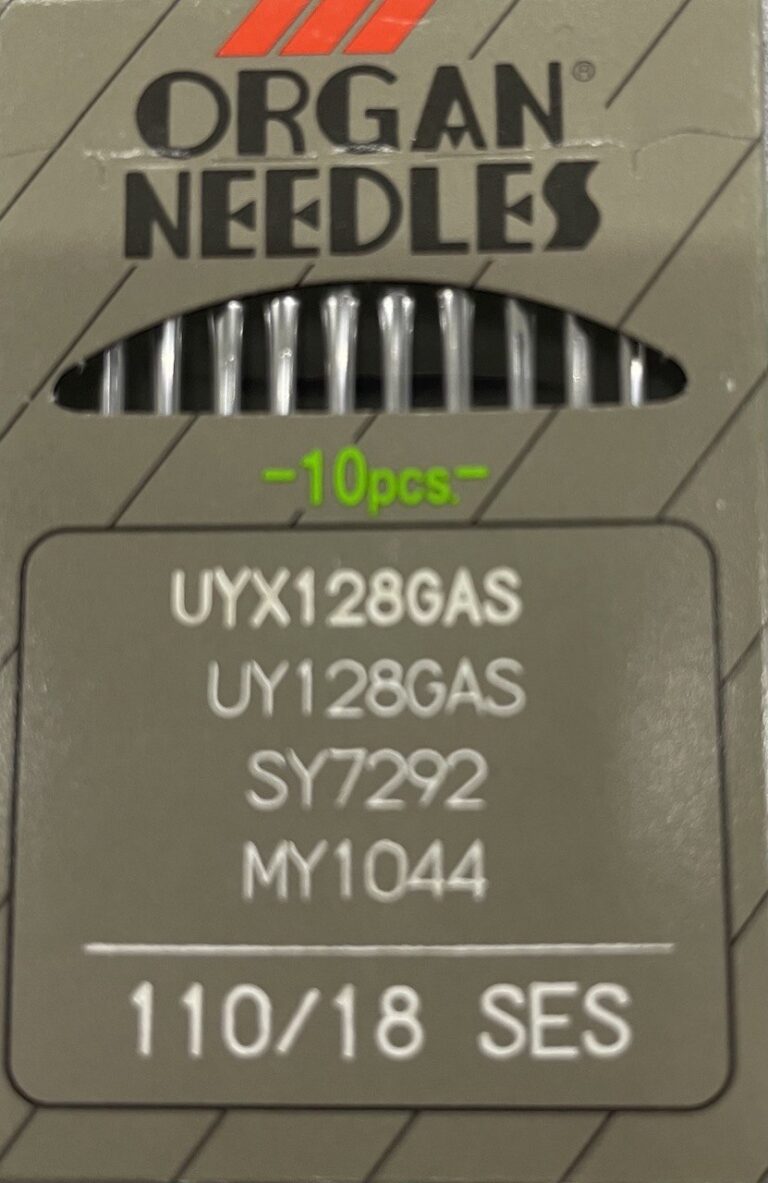 ORGAN®
NEEDLES
-10pcs.-
UYX128GAS
UY128GAS
SY7292
MY1044
110/18 SES